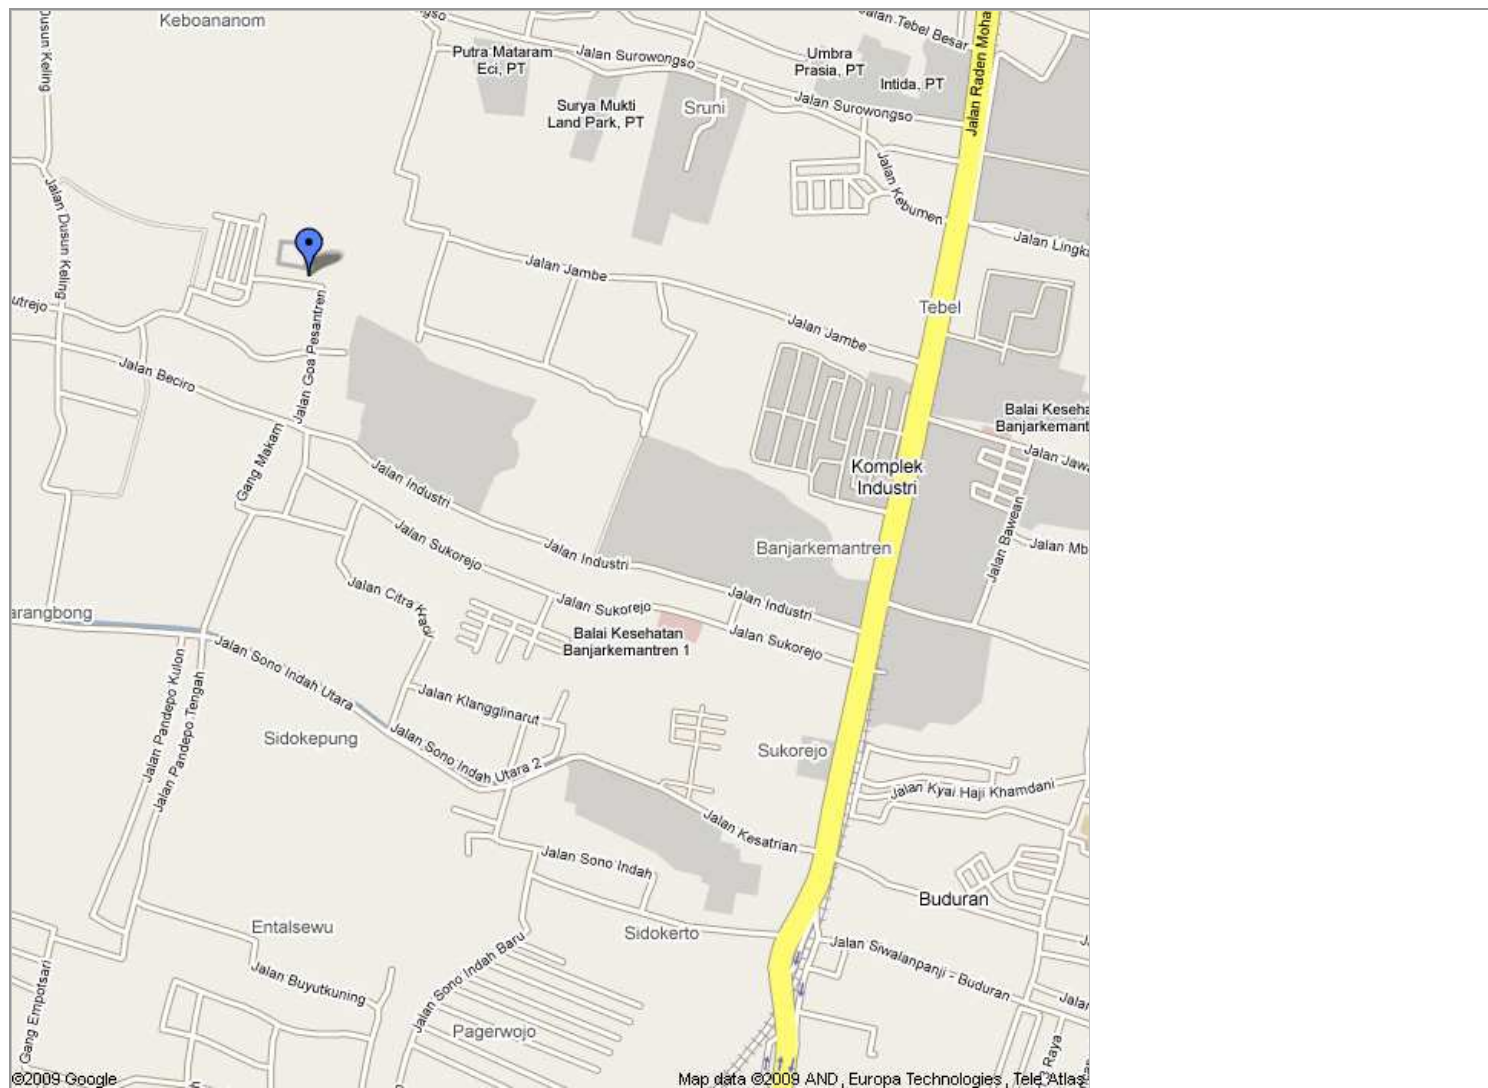 Keboananom
ngso
Jalan Tebel Besar
Jalan Raden Moha
Dusun Keling
Putra Mataram
Eci, PT
Jalan Surowongso
Umbra
Prasia, PT
Intida, PT
Surya Mukti
Land Park, PT
Sruni
Jalan Surowongso
Jalan Kebumen
Jalan Dusun Keling
Jalan Lingka
Jalan Jambe
utrejo
Jalan Goa Pesantren
Tebel
Jalan Jambe
Jalan Beciro
Balai Keseha
Banjarkemant
Gang Makam
Jalan Industri
Komplek
Industri
Jalan Jawa
Jalan Sukorejo
Jalan Industri
Banjarkemantren
Jalan Bawean
Jalan Mb
Jalan Citra Kraci
Jalan Sukorejo
Jalan Industri
arangbong
Balai Kesehatan
Banjarkemantren 1
Jalan Sukorejo
Jalan Sono Indah Utara
Jalan Pandepo Kulon
Jalan Pandepo Tengah
Jalan Klangglinarut
Sidokepung
Jalan Sono Indah Utara 2
Sukorejo
Jalan Kyai Haji Khamdani
Jalan Kesatrian
Jalan Sono Indah
Buduran
Entalsewu
Sidokerto
Jalan Siwalanpanji - Buduran
Jalan Buyutkuning
Jalan Sono Indah Baru
Jalan
Gang Empotsari
Pagerwojo
3 Raya
©2009 Google
Map data ©2009 AND, Europa Technologies, Tele Atlas